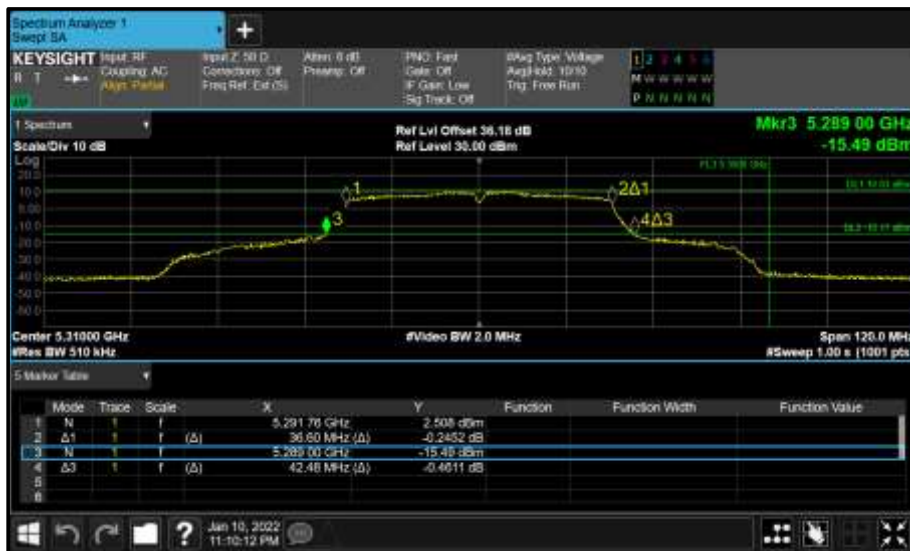 Spectrum Analyzer 1
Swept SA
+
KEYSIGHT
R T
Input: RF
Coupling: AC
Align: Partial
Input Z: 50 Ω
Corrections: Off
Freq Ref: Ext (S)
Atten: 6 dB
Preamp: Off
PNO: Fast
Gate: Off
IF Gain: Low
Sig Track: Off
#Avg Type: Voltage
Avg|Hold: 10/10
Trig: Free Run
1 2 3 4 5 6
M W W W W W
P N N N N N
1 Spectrum
Scale/Div 10 dB
Ref Lvl Offset 36.18 dB
Ref Level 30.00 dBm
Mkr3 5.289 00 GHz
-15.49 dBm
Log
20.0
10.0
0.00
-10.0
-20.0
-30.0
-40.0
-50.0
-60.0
1
2Δ1
3
4Δ3
Center 5.31000 GHz
#Video BW 2.0 MHz
Span 120.0 MHz
#Res BW 510 kHz
#Sweep 1.00 s (1001 pts
5 Marker Table
Mode Trace Scale X Y Function Function Width Function Value
1 N 1 f 5.291 76 GHz 2.508 dBm
2 Δ1 1 f (Δ) 36.60 MHz (Δ) -0.2452 dB
3 N 1 f 5.289 00 GHz -15.49 dBm
4 Δ3 1 f (Δ) 42.48 MHz (Δ) -0.4611 dB
5
6
?
Jan 10, 2022
11:10:12 PM